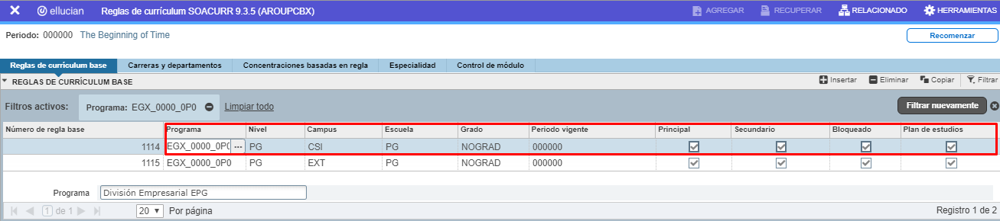 ellucian Reglas de currículum SOACURR 9.3.5 (AROUPCBX) AGREGAR RECUPERAR RELACIONADO HERRAMIENTAS
Periodo: 000000 The Beginning of Time Recomenzar
Reglas de curriculum base Carreras y departamentos Concentraciones basadas en regla Especialidad Control de módulo
REGLAS DE CURRÍCULUM BASE Insertar Eliminar Copiar Filtrar
Filtros activos: Programa: EGX_0000_0P0 Limpiar todo Filtrar nuevamente
Número de regla base Programa Nivel Campus Escuela Grado Periodo vigente Principal Secundario Bloqueado Plan de estudios
1114 EGX_0000_0P0 ... PG CSI PG NOGRAD 000000
1115 EGX_0000_0P0 PG EXT PG NOGRAD 000000
Programa División Empresarial EPG
1 de 1 20 Por página Registro 1 de 2